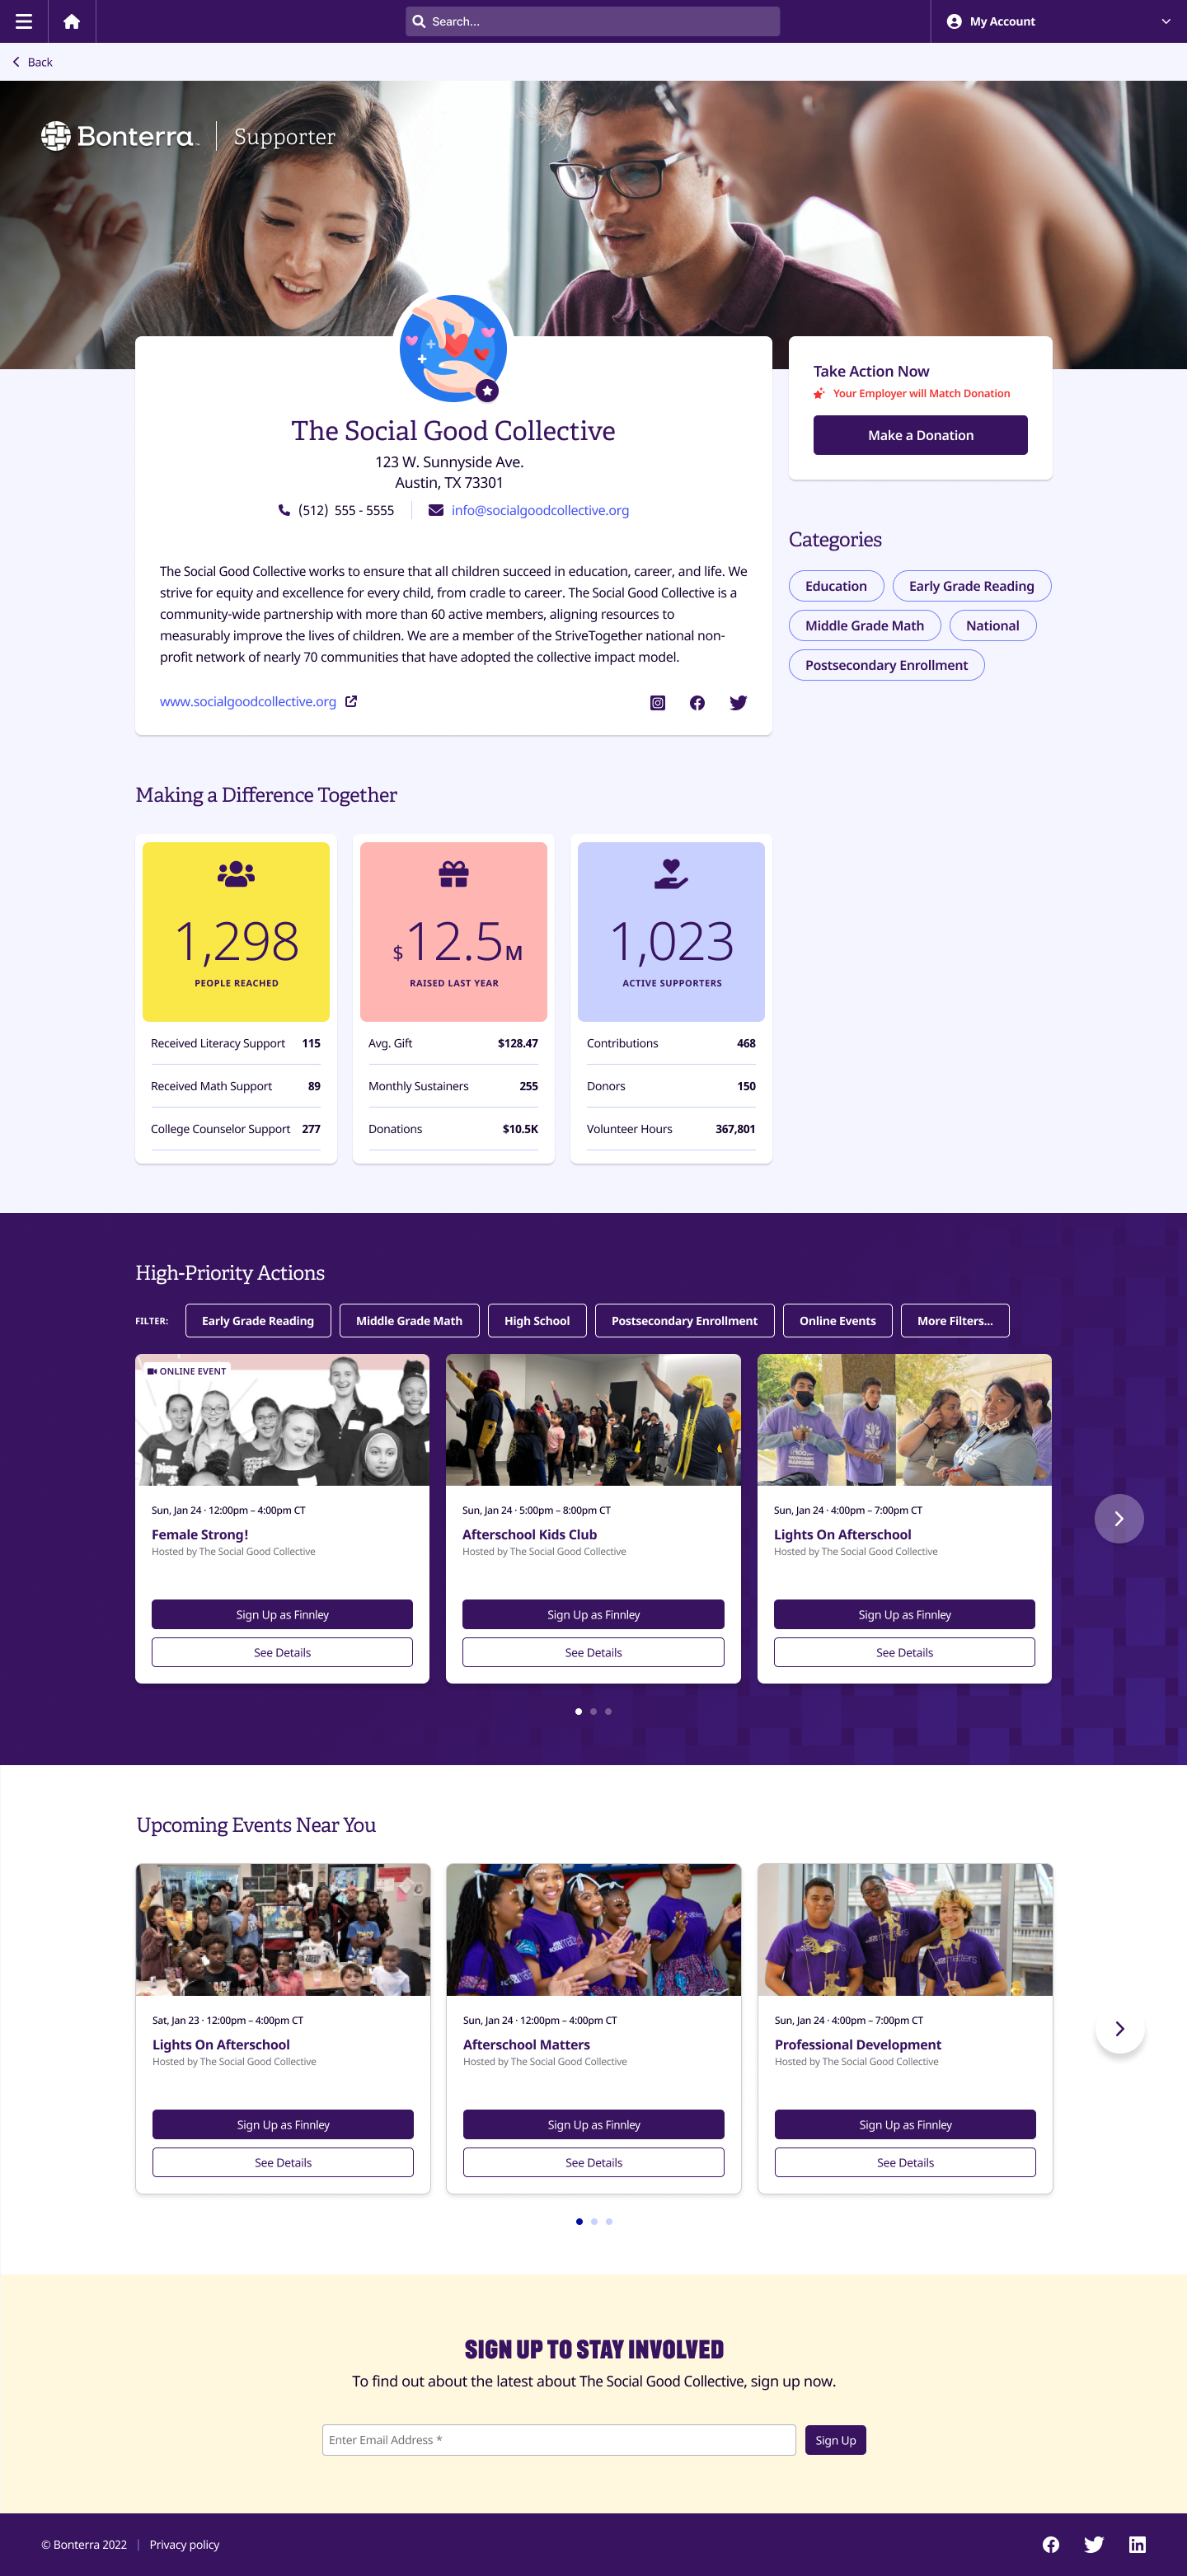 Search...
My Account
Back
Bonterra
Supporter
The Social Good Collective
123 W. Sunnyside Ave.
Austin, TX 73301
(512) 555 - 5555
info@socialgoodcollective.org
The Social Good Collective works to ensure that all children succeed in education, career, and life. We
strive for equity and excellence for every child, from cradle to career. The Social Good Collective is a
community-wide partnership with more than 60 active members, aligning resources to
measurably improve the lives of children. We are a member of the StriveTogether national non-
profit network of nearly 70 communities that have adopted the collective impact model.
www.socialgoodcollective.org
Take Action Now
Your Employer will Match Donation
Make a Donation
Categories
Education
Early Grade Reading
Middle Grade Math
National
Postsecondary Enrollment
Making a Difference Together
1,298
PEOPLE REACHED
Received Literacy Support 115
Received Math Support 89
College Counselor Support 277
$12.5M
RAISED LAST YEAR
Avg. Gift $128.47
Monthly Sustainers 255
Donations $10.5K
1,023
ACTIVE SUPPORTERS
Contributions 468
Donors 150
Volunteer Hours 367,801
High-Priority Actions
FILTER:
Early Grade Reading
Middle Grade Math
High School
Postsecondary Enrollment
Online Events
More Filters...
ONLINE EVENT
Sun, Jan 24 · 12:00pm – 4:00pm CT
Female Strong!
Hosted by The Social Good Collective
Sign Up as Finnley
See Details
Sun, Jan 24 · 5:00pm – 8:00pm CT
Afterschool Kids Club
Hosted by The Social Good Collective
Sign Up as Finnley
See Details
Sun, Jan 24 · 4:00pm – 7:00pm CT
Lights On Afterschool
Hosted by The Social Good Collective
Sign Up as Finnley
See Details
Upcoming Events Near You
Sat, Jan 23 · 12:00pm – 4:00pm CT
Lights On Afterschool
Hosted by The Social Good Collective
Sign Up as Finnley
See Details
Sun, Jan 24 · 12:00pm – 4:00pm CT
Afterschool Matters
Hosted by The Social Good Collective
Sign Up as Finnley
See Details
matters
matters
Sun, Jan 24 · 4:00pm – 7:00pm CT
Professional Development
Hosted by The Social Good Collective
Sign Up as Finnley
See Details
SIGN UP TO STAY INVOLVED
To find out about the latest about The Social Good Collective, sign up now.
Enter Email Address *
Sign Up
© Bonterra 2022
Privacy policy